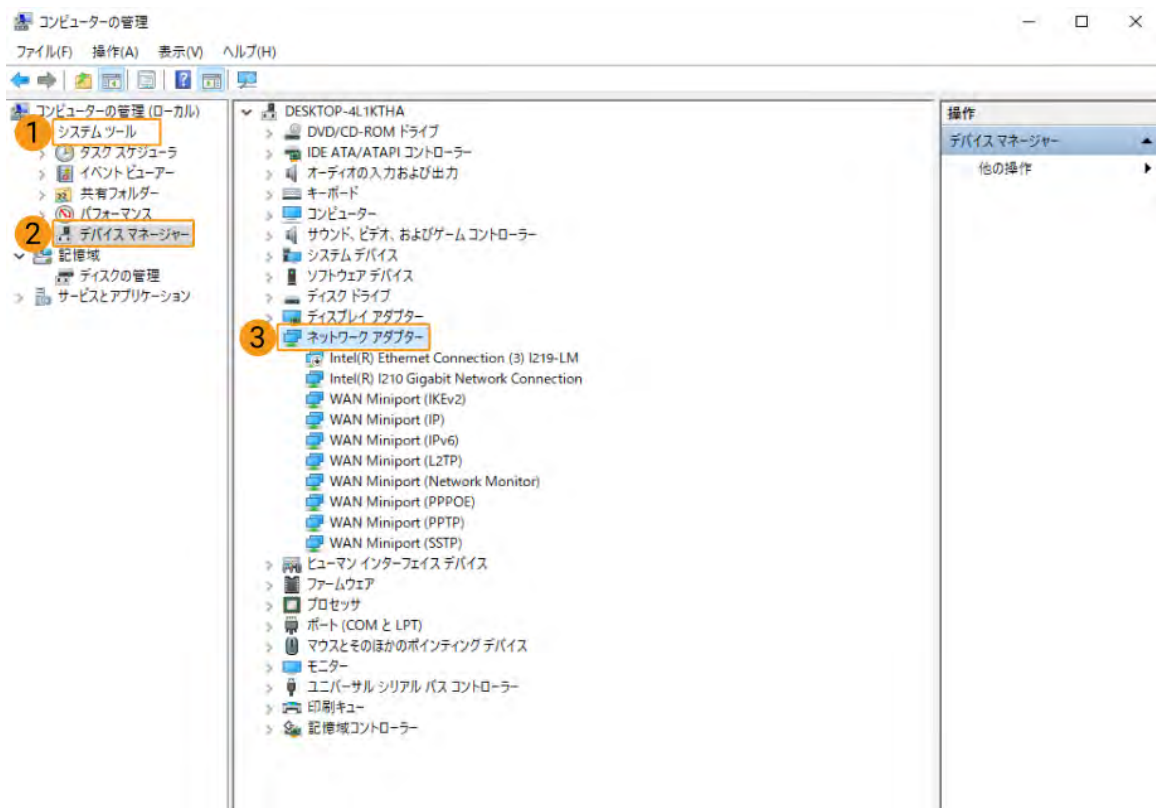 コンピューターの管理
ファイル(F) 操作(A) 表示(V) ヘルプ(H)
コンピューターの管理 (ローカル)
1 システム ツール
タスク スケジューラ
イベント ビューアー
共有フォルダー
パフォーマンス
2 デバイス マネージャー
記憶域
ディスクの管理
サービスとアプリケーション
DESKTOP-4L1KTHA
DVD/CD-ROM ドライブ
IDE ATA/ATAPI コントローラー
オーディオの入力および出力
キーボード
コンピューター
サウンド、ビデオ、およびゲーム コントローラー
システム デバイス
ソフトウェア デバイス
ディスク ドライブ
ディスプレイ アダプター
3 ネットワーク アダプター
Intel(R) Ethernet Connection (3) I219-LM
Intel(R) I210 Gigabit Network Connection
WAN Miniport (IKEv2)
WAN Miniport (IP)
WAN Miniport (IPv6)
WAN Miniport (L2TP)
WAN Miniport (Network Monitor)
WAN Miniport (PPPOE)
WAN Miniport (PPTP)
WAN Miniport (SSTP)
ヒューマン インターフェイス デバイス
ファームウェア
プロセッサ
ポート (COM と LPT)
マウスとそのほかのポインティング デバイス
モニター
ユニバーサル シリアル バス コントローラー
印刷キュー
記憶域コントローラー
操作
デバイス マネージャー
他の操作